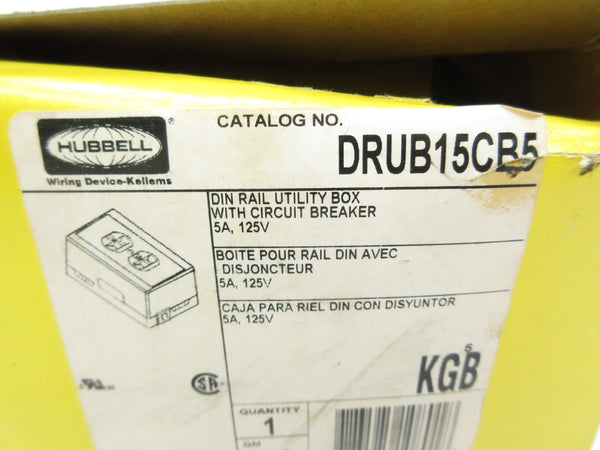 HUBBELL
Wiring Device-Kellems
CATALOG NO.
DRUB15CB5
DIN RAIL UTILITY BOX
WITH CIRCUIT BREAKER
5A, 125V
BOITE POUR RAIL DIN AVEC
DISJONCTEUR
5A, 125V
CAJA PARA RIEL DIN CON DISYUNTOR
5A, 125V
S
KGB
QUANTITY
1
GM